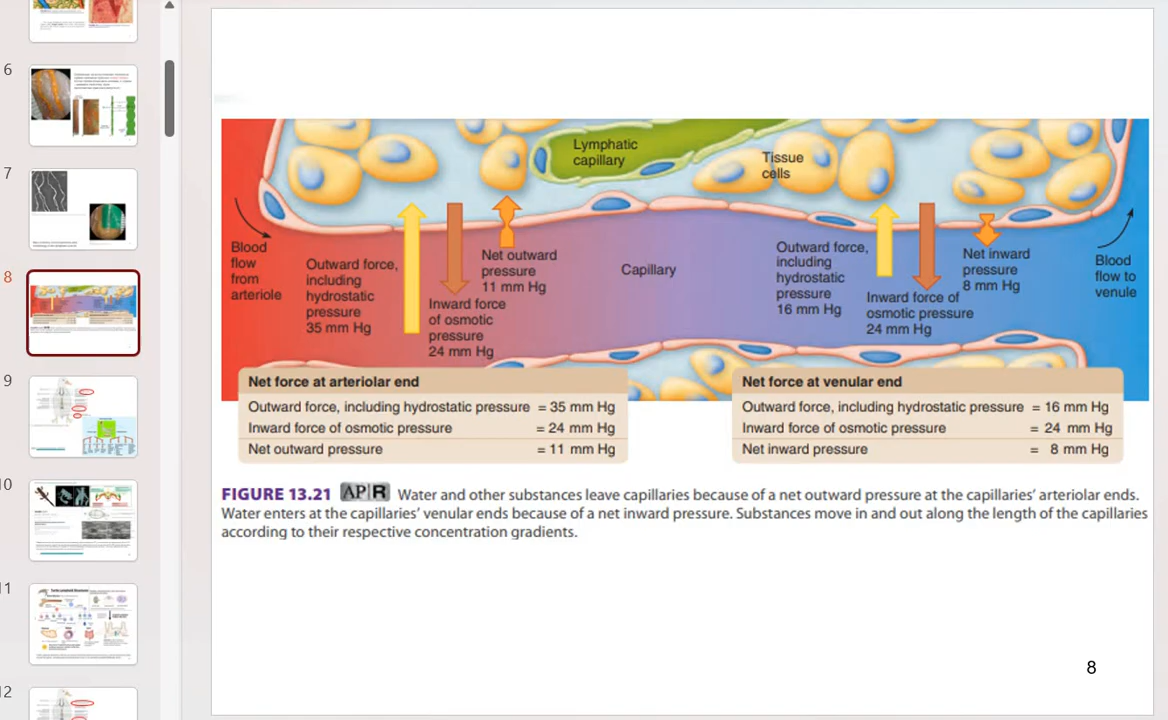 6
7
8
9
10
11
12
Lymphatic
capillary
Tissue
cells
Blood
flow
from
arteriole
Outward force,
including
hydrostatic
pressure
35 mm Hg
Inward force
of osmotic
pressure
24 mm Hg
Net outward
pressure
11 mm Hg
Capillary
Outward force,
including
hydrostatic
pressure
16 mm Hg
Inward force of
osmotic pressure
24 mm Hg
Net inward
pressure
8 mm Hg
Blood
flow to
venule
Net force at arteriolar end
Outward force, including hydrostatic pressure = 35 mm Hg
Inward force of osmotic pressure = 24 mm Hg
Net outward pressure = 11 mm Hg
Net force at venular end
Outward force, including hydrostatic pressure = 16 mm Hg
Inward force of osmotic pressure = 24 mm Hg
Net inward pressure = 8 mm Hg
FIGURE 13.21 AP|R Water and other substances leave capillaries because of a net outward pressure at the capillaries’ arteriolar ends.
Water enters at the capillaries’ venular ends because of a net inward pressure. Substances move in and out along the length of the capillaries
according to their respective concentration gradients.
8